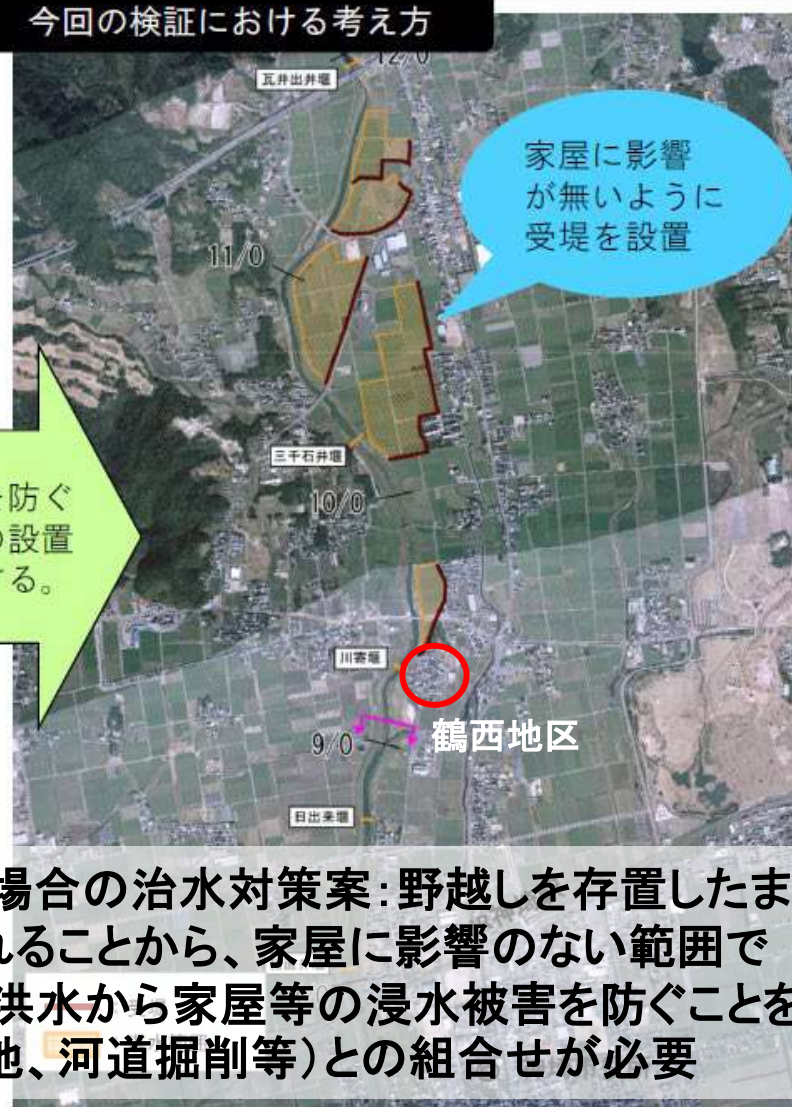 今回の検証における考え方
12/0
瓦井出井堰
家屋に影響
が無いように
受堤を設置
11/0
三千石井堰
10/0
を防ぐ
の設置
する。
川寄堰
鶴西地区
9/0
日出来堰
場合の治水対策案：野越しを存置したま
れることから、家屋に影響のない範囲で
洪水から家屋等の浸水被害を防ぐことを
他、河道掘削等）との組合せが必要